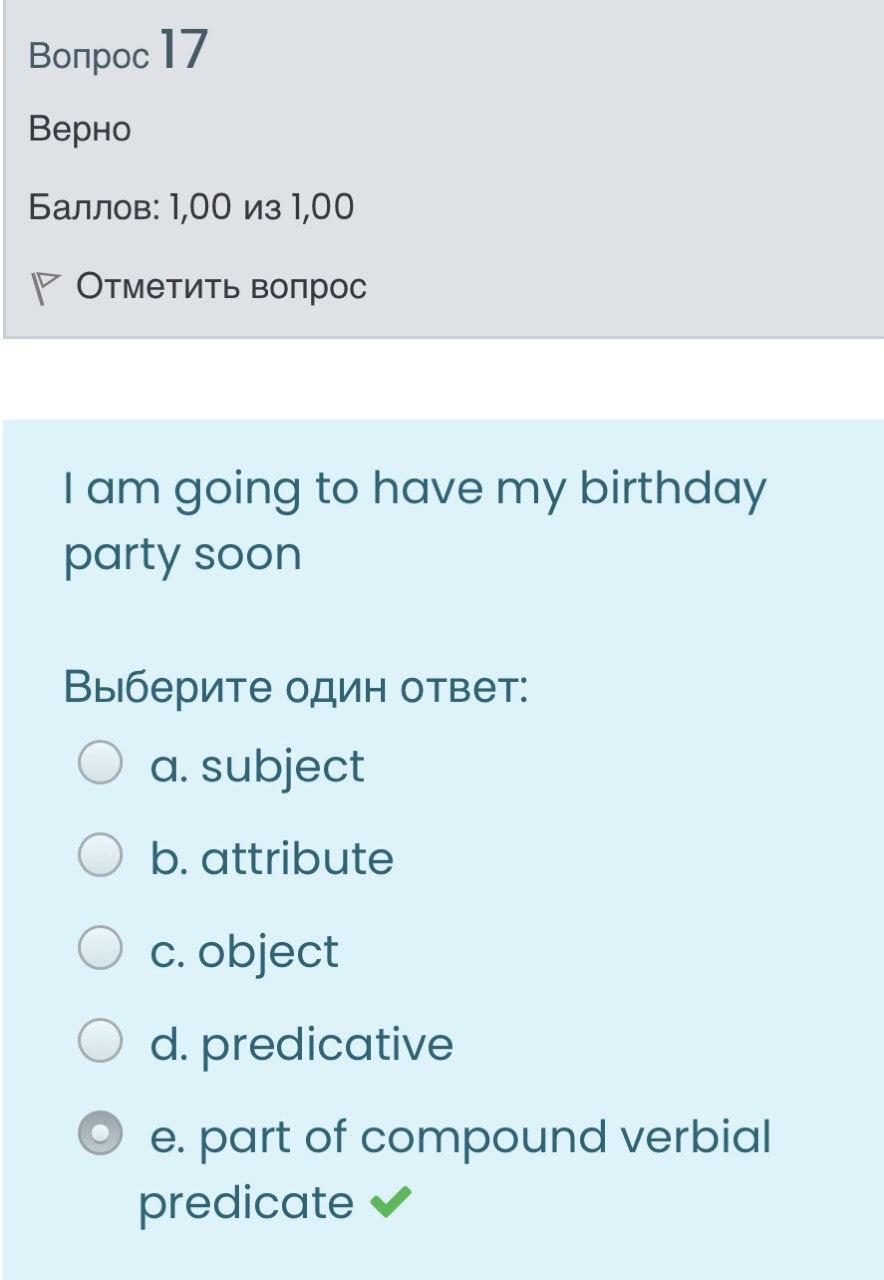 Вопрос 17
Верно
Баллов: 1,00 из 1,00
Отметить вопрос
I am going to have my birthday
party soon
Выберите один ответ:
a. subject
b. attribute
c. object
d. predicative
e. part of compound verbial
predicate